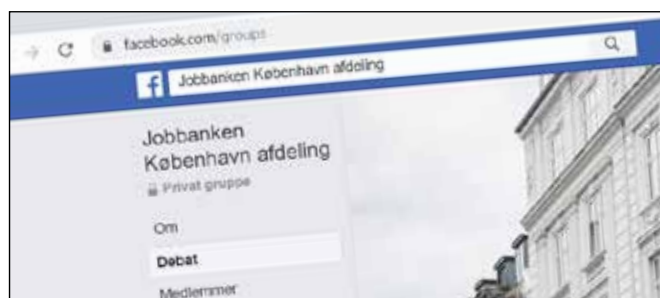 facebook.com/groups
f Jobbanken København afdeling
Jobbanken
København afdeling
Privat gruppe
Om
Debat
Medlemmer